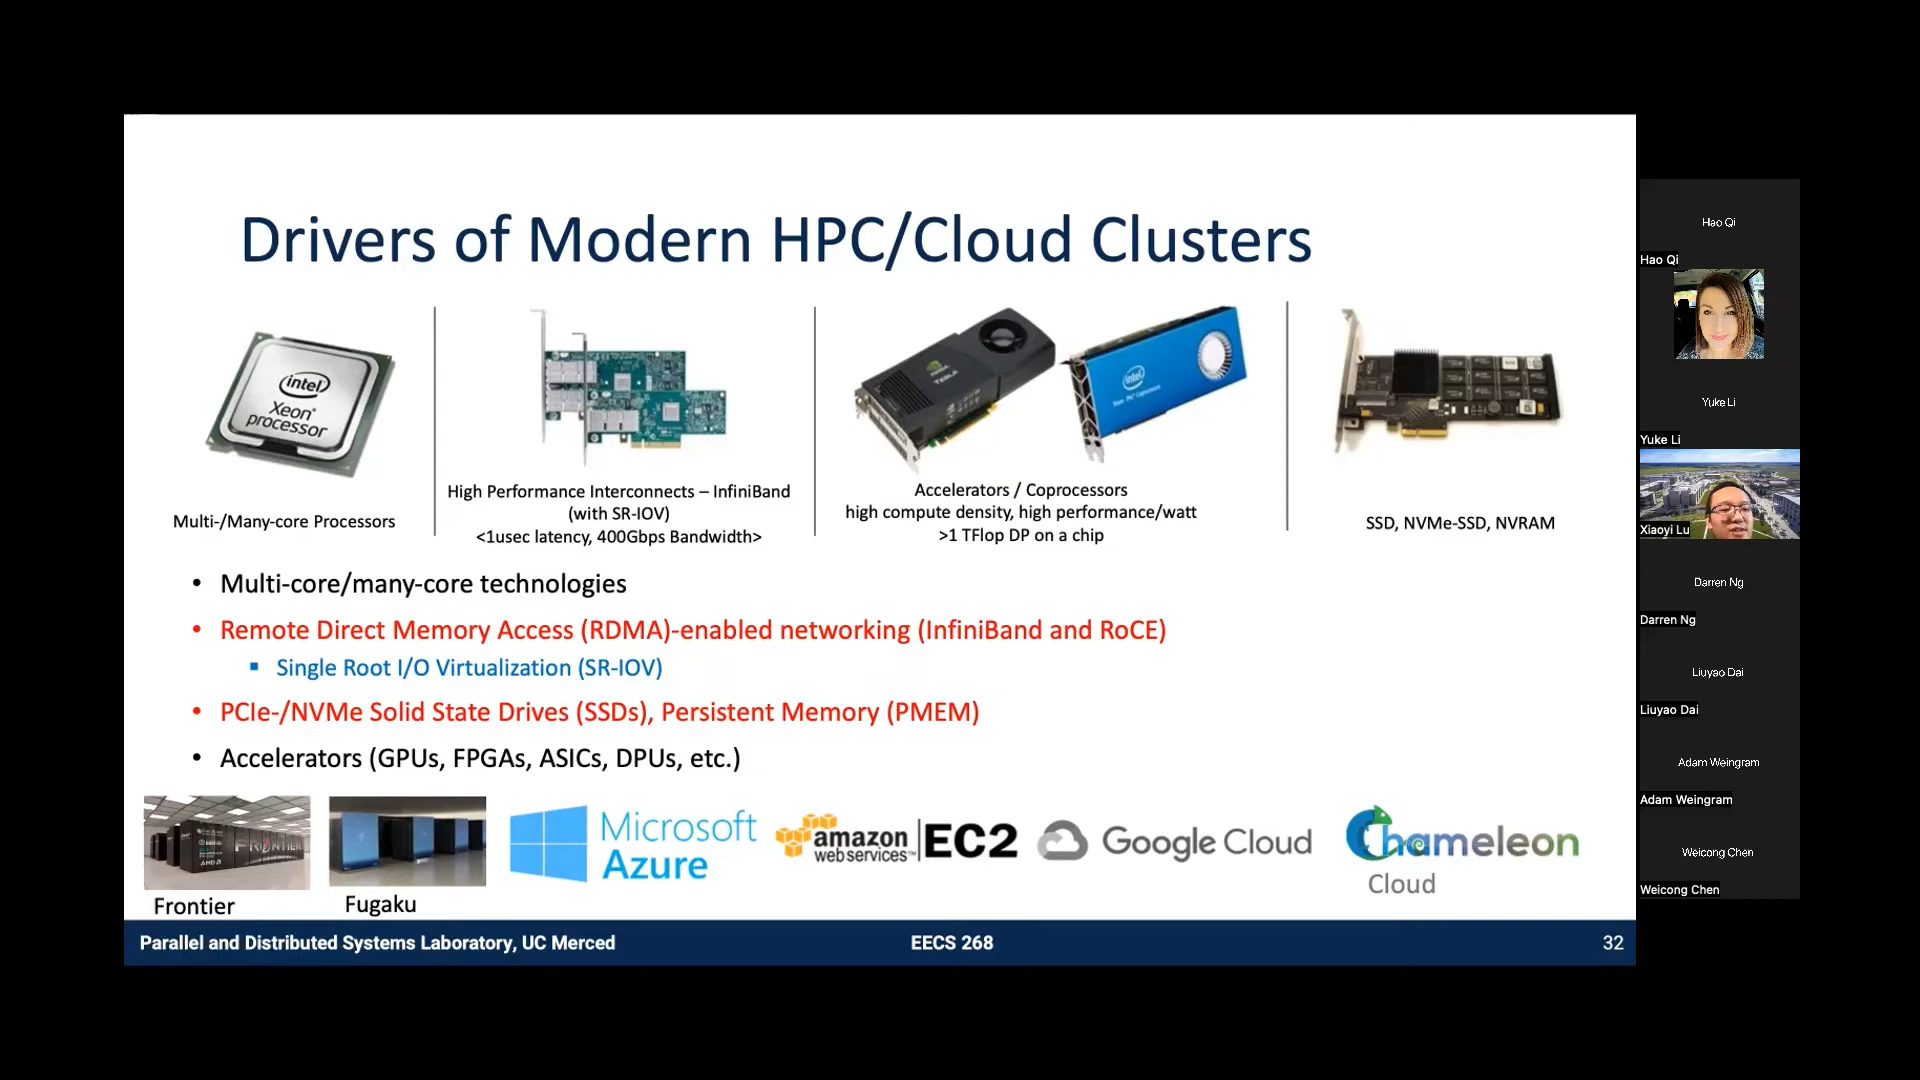 Drivers of Modern HPC/Cloud Clusters
intel
Xeon®
processor
Multi-/Many-core Processors
High Performance Interconnects – InfiniBand
(with SR-IOV)
<1usec latency, 400Gbps Bandwidth>
TESLA
intel
Accelerators / Coprocessors
high compute density, high performance/watt
>1 TFlop DP on a chip
SSD, NVMe-SSD, NVRAM
• Multi-core/many-core technologies
• Remote Direct Memory Access (RDMA)-enabled networking (InfiniBand and RoCE)
▪ Single Root I/O Virtualization (SR-IOV)
• PCIe-/NVMe Solid State Drives (SSDs), Persistent Memory (PMEM)
• Accelerators (GPUs, FPGAs, ASICs, DPUs, etc.)
FRONTIER
AMD
Frontier
Fugaku
Microsoft
Azure
amazon
web services™
EC2
Google Cloud
Chameleon
Cloud
Parallel and Distributed Systems Laboratory, UC Merced
EECS 268
32
Hao Qi
Hao Qi
Yuke Li
Yuke Li
Xiaoyi Lu
Darren Ng
Darren Ng
Liuyao Dai
Liuyao Dai
Adam Weingram
Adam Weingram
Weicong Chen
Weicong Chen